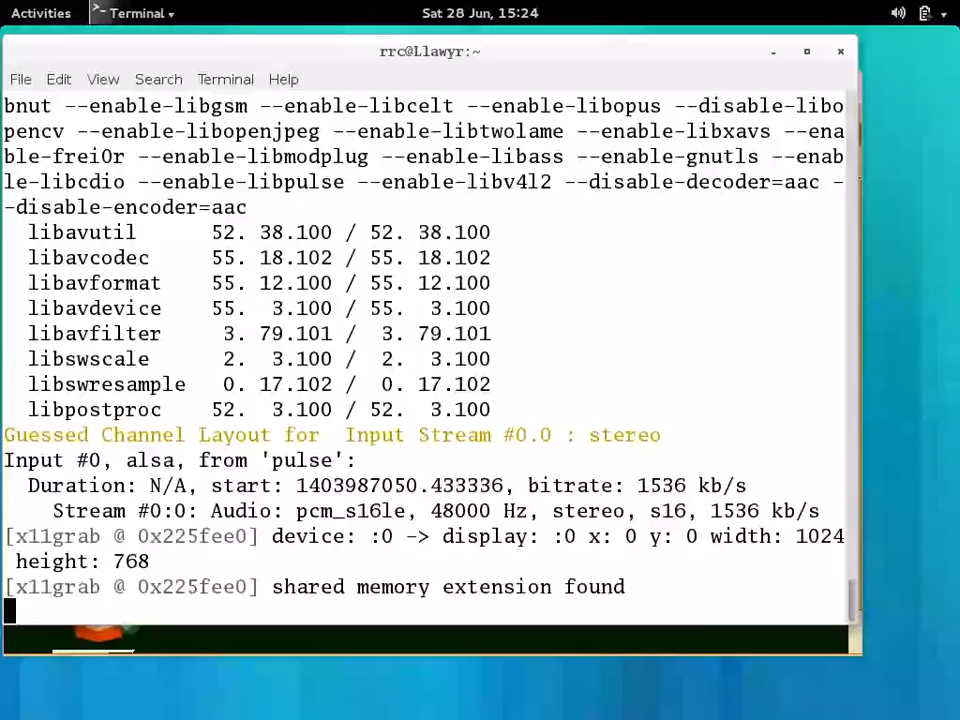 Activities
Terminal
Sat 28 Jun, 15:24
rrc@Llawyr:~
File Edit View Search Terminal Help
bnut --enable-libgsm --enable-libcelt --enable-libopus --disable-libo
pencv --enable-libopenjpeg --enable-libtwolame --enable-libxavs --ena
ble-frei0r --enable-libmodplug --enable-libass --enable-gnutls --enab
le-libcdio --enable-libpulse --enable-libv4l2 --disable-decoder=aac -
-disable-encoder=aac
libavutil 52. 38.100 / 52. 38.100
libavcodec 55. 18.102 / 55. 18.102
libavformat 55. 12.100 / 55. 12.100
libavdevice 55. 3.100 / 55. 3.100
libavfilter 3. 79.101 / 3. 79.101
libswscale 2. 3.100 / 2. 3.100
libswresample 0. 17.102 / 0. 17.102
libpostproc 52. 3.100 / 52. 3.100
Guessed Channel Layout for Input Stream #0.0 : stereo
Input #0, alsa, from 'pulse':
Duration: N/A, start: 1403987050.433336, bitrate: 1536 kb/s
Stream #0:0: Audio: pcm_s16le, 48000 Hz, stereo, s16, 1536 kb/s
[x11grab @ 0x225fee0] device: :0 -> display: :0 x: 0 y: 0 width: 1024
height: 768
[x11grab @ 0x225fee0] shared memory extension found